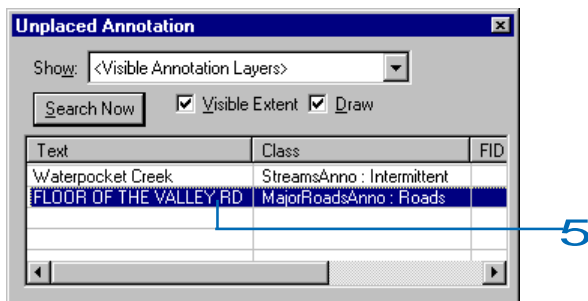 Unplaced Annotation
Show: <Visible Annotation Layers>
Search Now Visible Extent Draw
Text Class FID
Waterpocket Creek StreamsAnno : Intermittent
FLOOR OF THE VALLEY RD MajorRoadsAnno : Roads
5